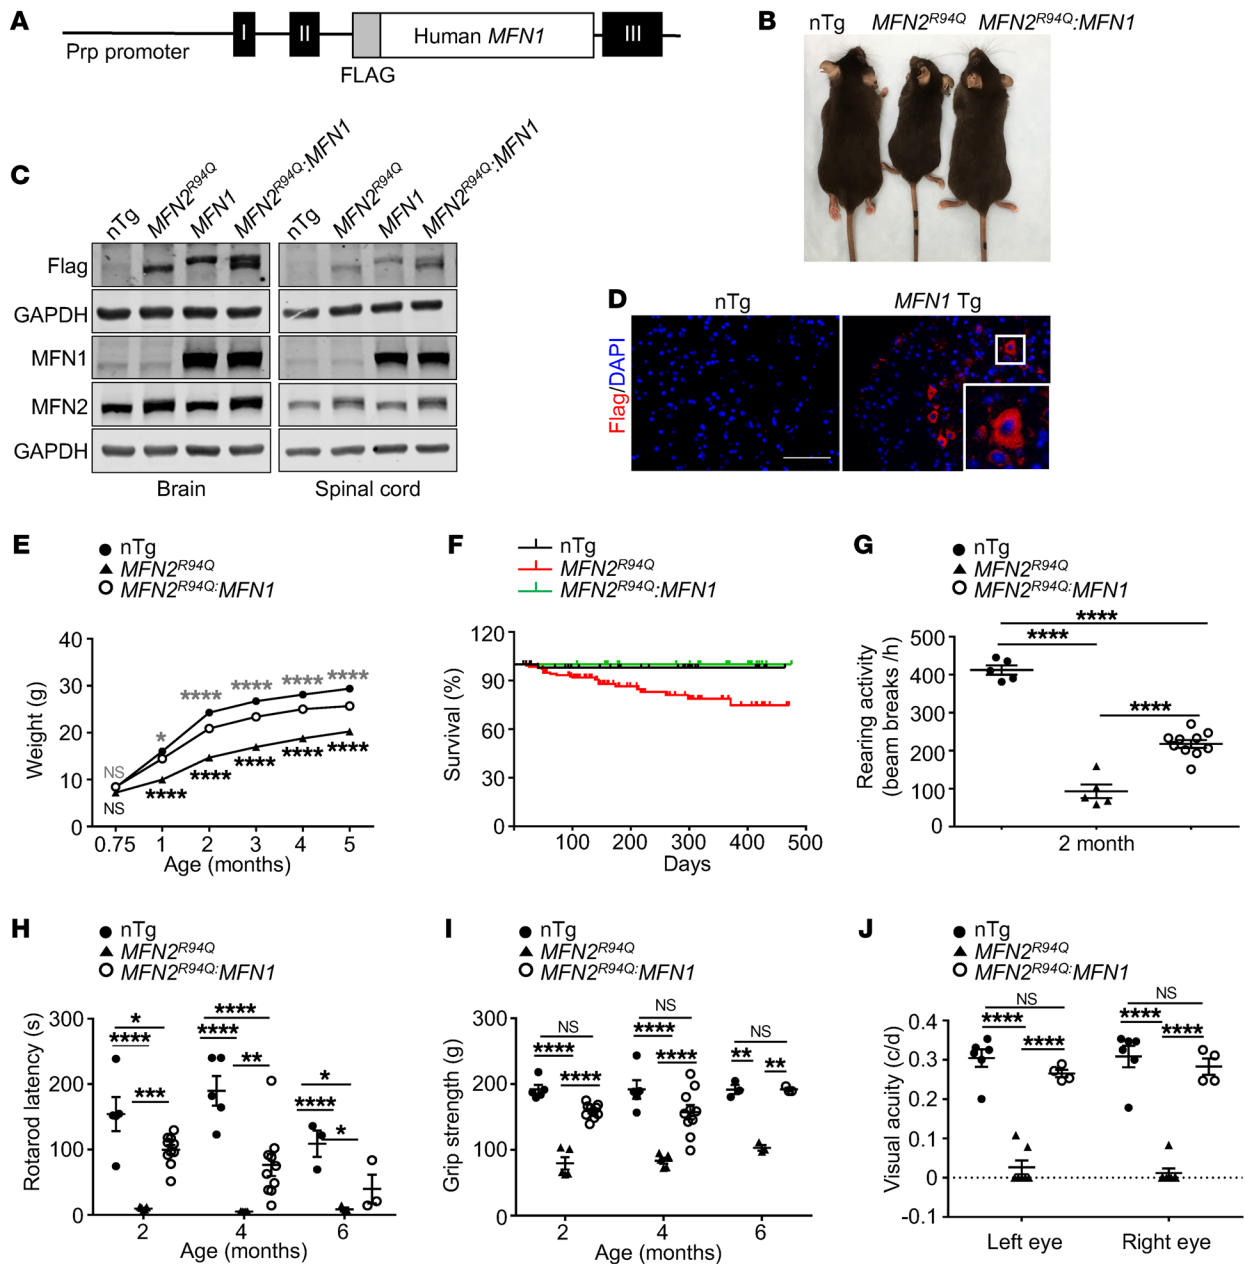 A
Prp promoter
I
II
Human MFN1
III
FLAG
B
nTg MFN2R94Q MFN2R94Q:MFN1
C
nTg
MFN2R94Q
MFN1
MFN2R94Q:MFN1
nTg
MFN2R94Q
MFN1
MFN2R94Q:MFN1
Flag
GAPDH
MFN1
MFN2
GAPDH
Brain
Spinal cord
D
nTg
MFN1 Tg
Flag/DAPI
E
nTg
MFN2R94Q
MFN2R94Q:MFN1
Weight (g)
40
30
20
10
0
NS
NS
*
****
****
****
****
****
****
****
****
****
0.75 1 2 3 4 5
Age (months)
F
nTg
MFN2R94Q
MFN2R94Q:MFN1
Survival (%)
120
90
60
30
0
100 200 300 400 500
Days
G
nTg
MFN2R94Q
MFN2R94Q:MFN1
Rearing activity
(beam breaks /h)
500
400
300
200
100
0
****
****
****
2 month
H
nTg
MFN2R94Q
MFN2R94Q:MFN1
Rotarod latency (s)
300
200
100
0
*
****
***
****
****
**
*
****
*
2 4 6
Age (months)
I
nTg
MFN2R94Q
MFN2R94Q:MFN1
Grip strength (g)
300
200
100
0
NS
****
****
NS
****
****
NS
**
**
2 4 6
Age (months)
J
nTg
MFN2R94Q
MFN2R94Q:MFN1
Visual acuity (c/d)
0.4
0.3
0.2
0.1
0
-0.1
NS
****
****
NS
****
****
Left eye
Right eye